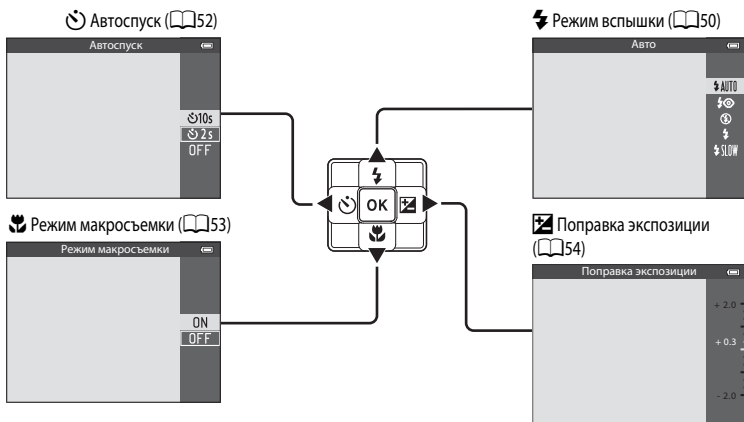 Автоспуск (52)
Автоспуск
10s
2s
OFF
Режим вспышки (50)
Авто
AUTO
SLOW
OK
Режим макросъемки (53)
Режим макросъемки
ON
OFF
Поправка экспозиции
(54)
Поправка экспозиции
+ 2.0
+ 0.3
- 2.0